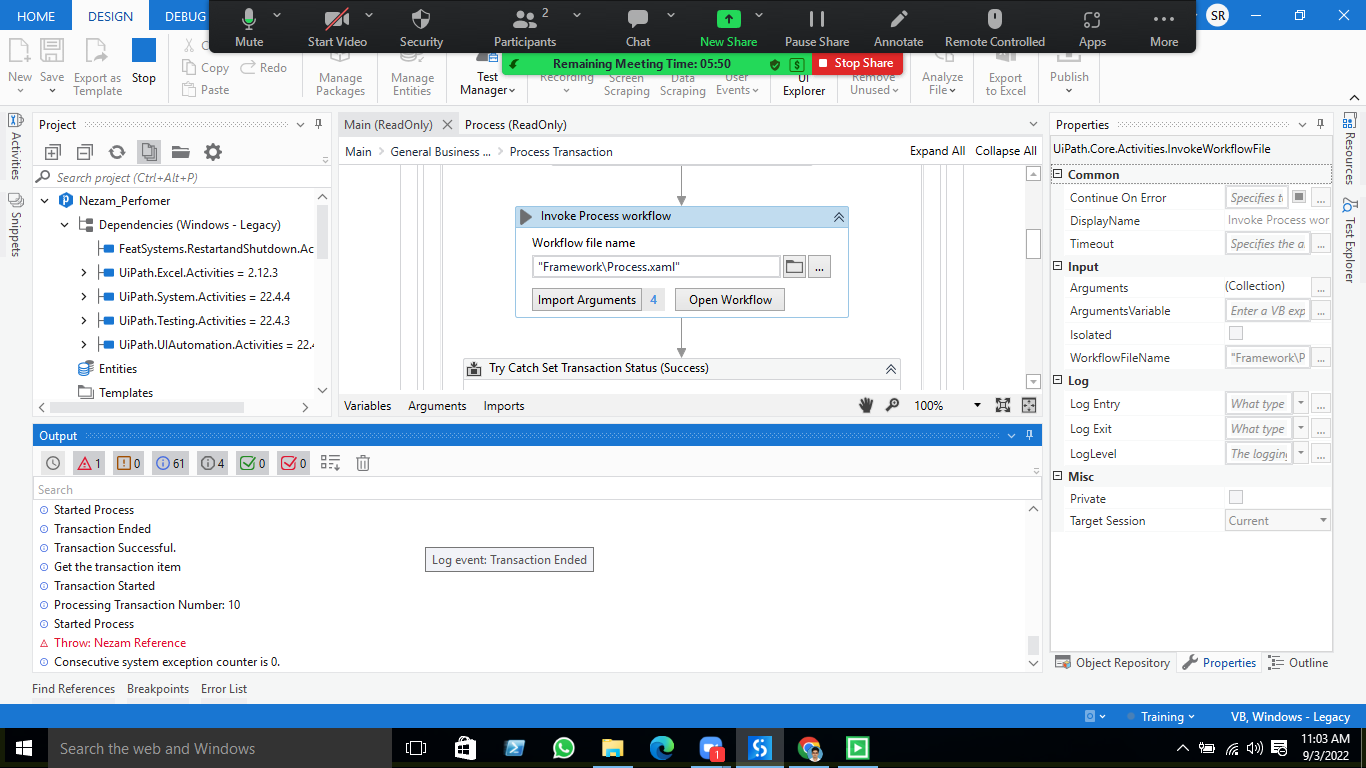 HOME DESIGN DEBUG
Mute Start Video Security Participants 2 Chat New Share Pause Share Annotate Remote Controlled Apps More
SR
Remaining Meeting Time: 05:50 $ Stop Share
New Save Export as Template Stop
Copy Redo
Paste
Manage Packages
Manage Entities
Test Manager
Recording
Screen Scraping
Data Scraping
User Events
UI Explorer
Remove Unused
Analyze File
Export to Excel
Publish
Activities
Snippets
Project
Search project (Ctrl+Alt+P)
Nezam_Perfomer
Dependencies (Windows - Legacy)
FeatSystems.RestartandShutdown.Ac
UiPath.Excel.Activities = 2.12.3
UiPath.System.Activities = 22.4.4
UiPath.Testing.Activities = 22.4.3
UiPath.UIAutomation.Activities = 22.4
Entities
Templates
Main (ReadOnly) Process (ReadOnly)
Main General Business ... Process Transaction Expand All Collapse All
Invoke Process workflow
Workflow file name
"Framework\Process.xaml" ...
Import Arguments 4 Open Workflow
Try Catch Set Transaction Status (Success)
Variables Arguments Imports 100%
Properties
UiPath.Core.Activities.InvokeWorkflowFile
Common
Continue On Error Specifies t ...
DisplayName Invoke Process wor
Timeout Specifies the a ...
Input
Arguments (Collection) ...
ArgumentsVariable Enter a VB exp ...
Isolated
WorkflowFileName "Framework\P ...
Log
Log Entry What type ...
Log Exit What type ...
LogLevel The logging ...
Misc
Private
Target Session Current
Object Repository Properties Outline
Resources
Test Explorer
Output
1 0 61 4 0 0
Search
Started Process
Transaction Ended
Transaction Successful.
Get the transaction item
Transaction Started
Processing Transaction Number: 10
Started Process
Throw: Nezam Reference
Consecutive system exception counter is 0.
Log event: Transaction Ended
Find References Breakpoints Error List
Training VB, Windows - Legacy
Search the web and Windows
1
11:03 AM
9/3/2022